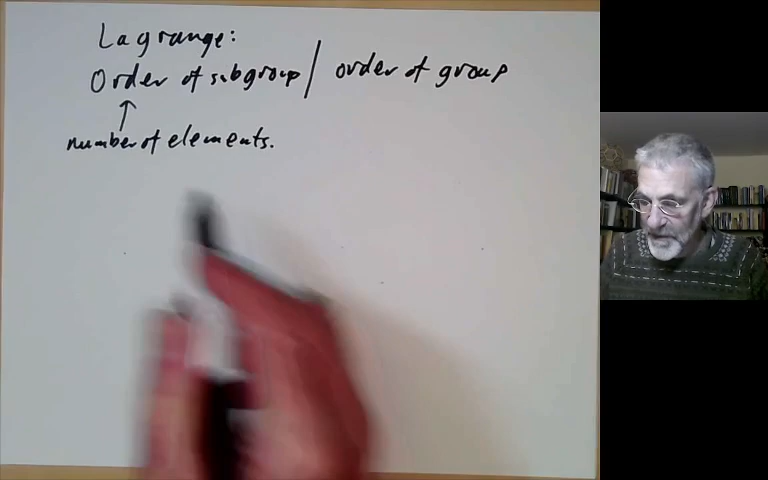 Lagrange:
Order of subgroup | order of group
↑
number of elements.